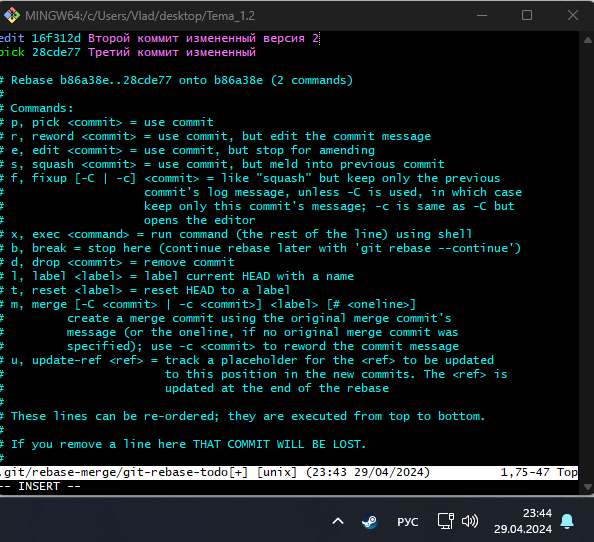 MINGW64:/c/Users/Vlad/desktop/Tema_1.2
edit 16f312d Второй коммит измененный версия 2
pick 28cde77 Третий коммит измененный
# Rebase b86a38e..28cde77 onto b86a38e (2 commands)
#
# Commands:
# p, pick <commit> = use commit
# r, reword <commit> = use commit, but edit the commit message
# e, edit <commit> = use commit, but stop for amending
# s, squash <commit> = use commit, but meld into previous commit
# f, fixup [-C | -c] <commit> = like "squash" but keep only the previous
# commit's log message, unless -C is used, in which case
# keep only this commit's message; -c is same as -C but
# opens the editor
# x, exec <command> = run command (the rest of the line) using shell
# b, break = stop here (continue rebase later with 'git rebase --continue')
# d, drop <commit> = remove commit
# l, label <label> = label current HEAD with a name
# t, reset <label> = reset HEAD to a label
# m, merge [-C <commit> | -c <commit>] <label> [# <oneline>]
# create a merge commit using the original merge commit's
# message (or the oneline, if no original merge commit was
# specified); use -c <commit> to reword the commit message
# u, update-ref <ref> = track a placeholder for the <ref> to be updated
# to this position in the new commits. The <ref> is
# updated at the end of the rebase
#
# These lines can be re-ordered; they are executed from top to bottom.
#
# If you remove a line here THAT COMMIT WILL BE LOST.
#
.git/rebase-merge/git-rebase-todo[+] [unix] (23:43 29/04/2024) 1,75-47 Top
-- INSERT --
РУС
23:44
29.04.2024